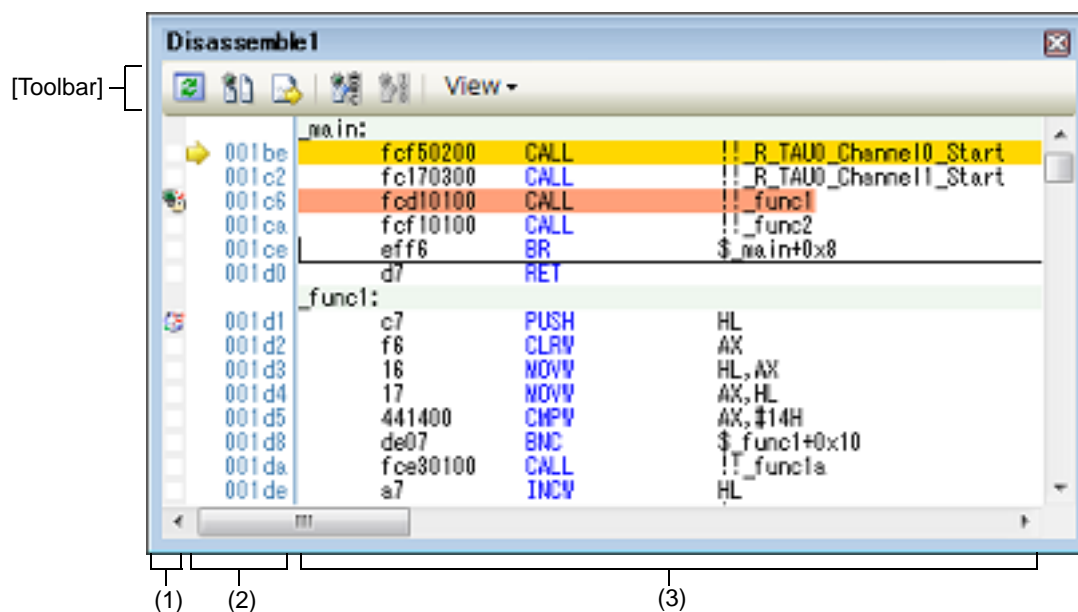 Disassemble1
[Toolbar]
View
_main:
001be fcf50200 CALL !!_R_TAU0_Channel0_Start
001c2 fc170300 CALL !!_R_TAU0_Channel1_Start
001c6 fcd10100 CALL !!_func1
001ca fcf10100 CALL !!_func2
001ce eff6 BR $_main+0x8
001d0 d7 RET
_func1:
001d1 c7 PUSH HL
001d2 f6 CLRW AX
001d3 16 MOVW HL,AX
001d4 17 MOVW AX,HL
001d5 441400 CMPW AX,#14H
001d8 de07 BNC $_func1+0x10
001da fce30100 CALL !!_func1a
001de a7 INCW HL
(1) (2) (3)